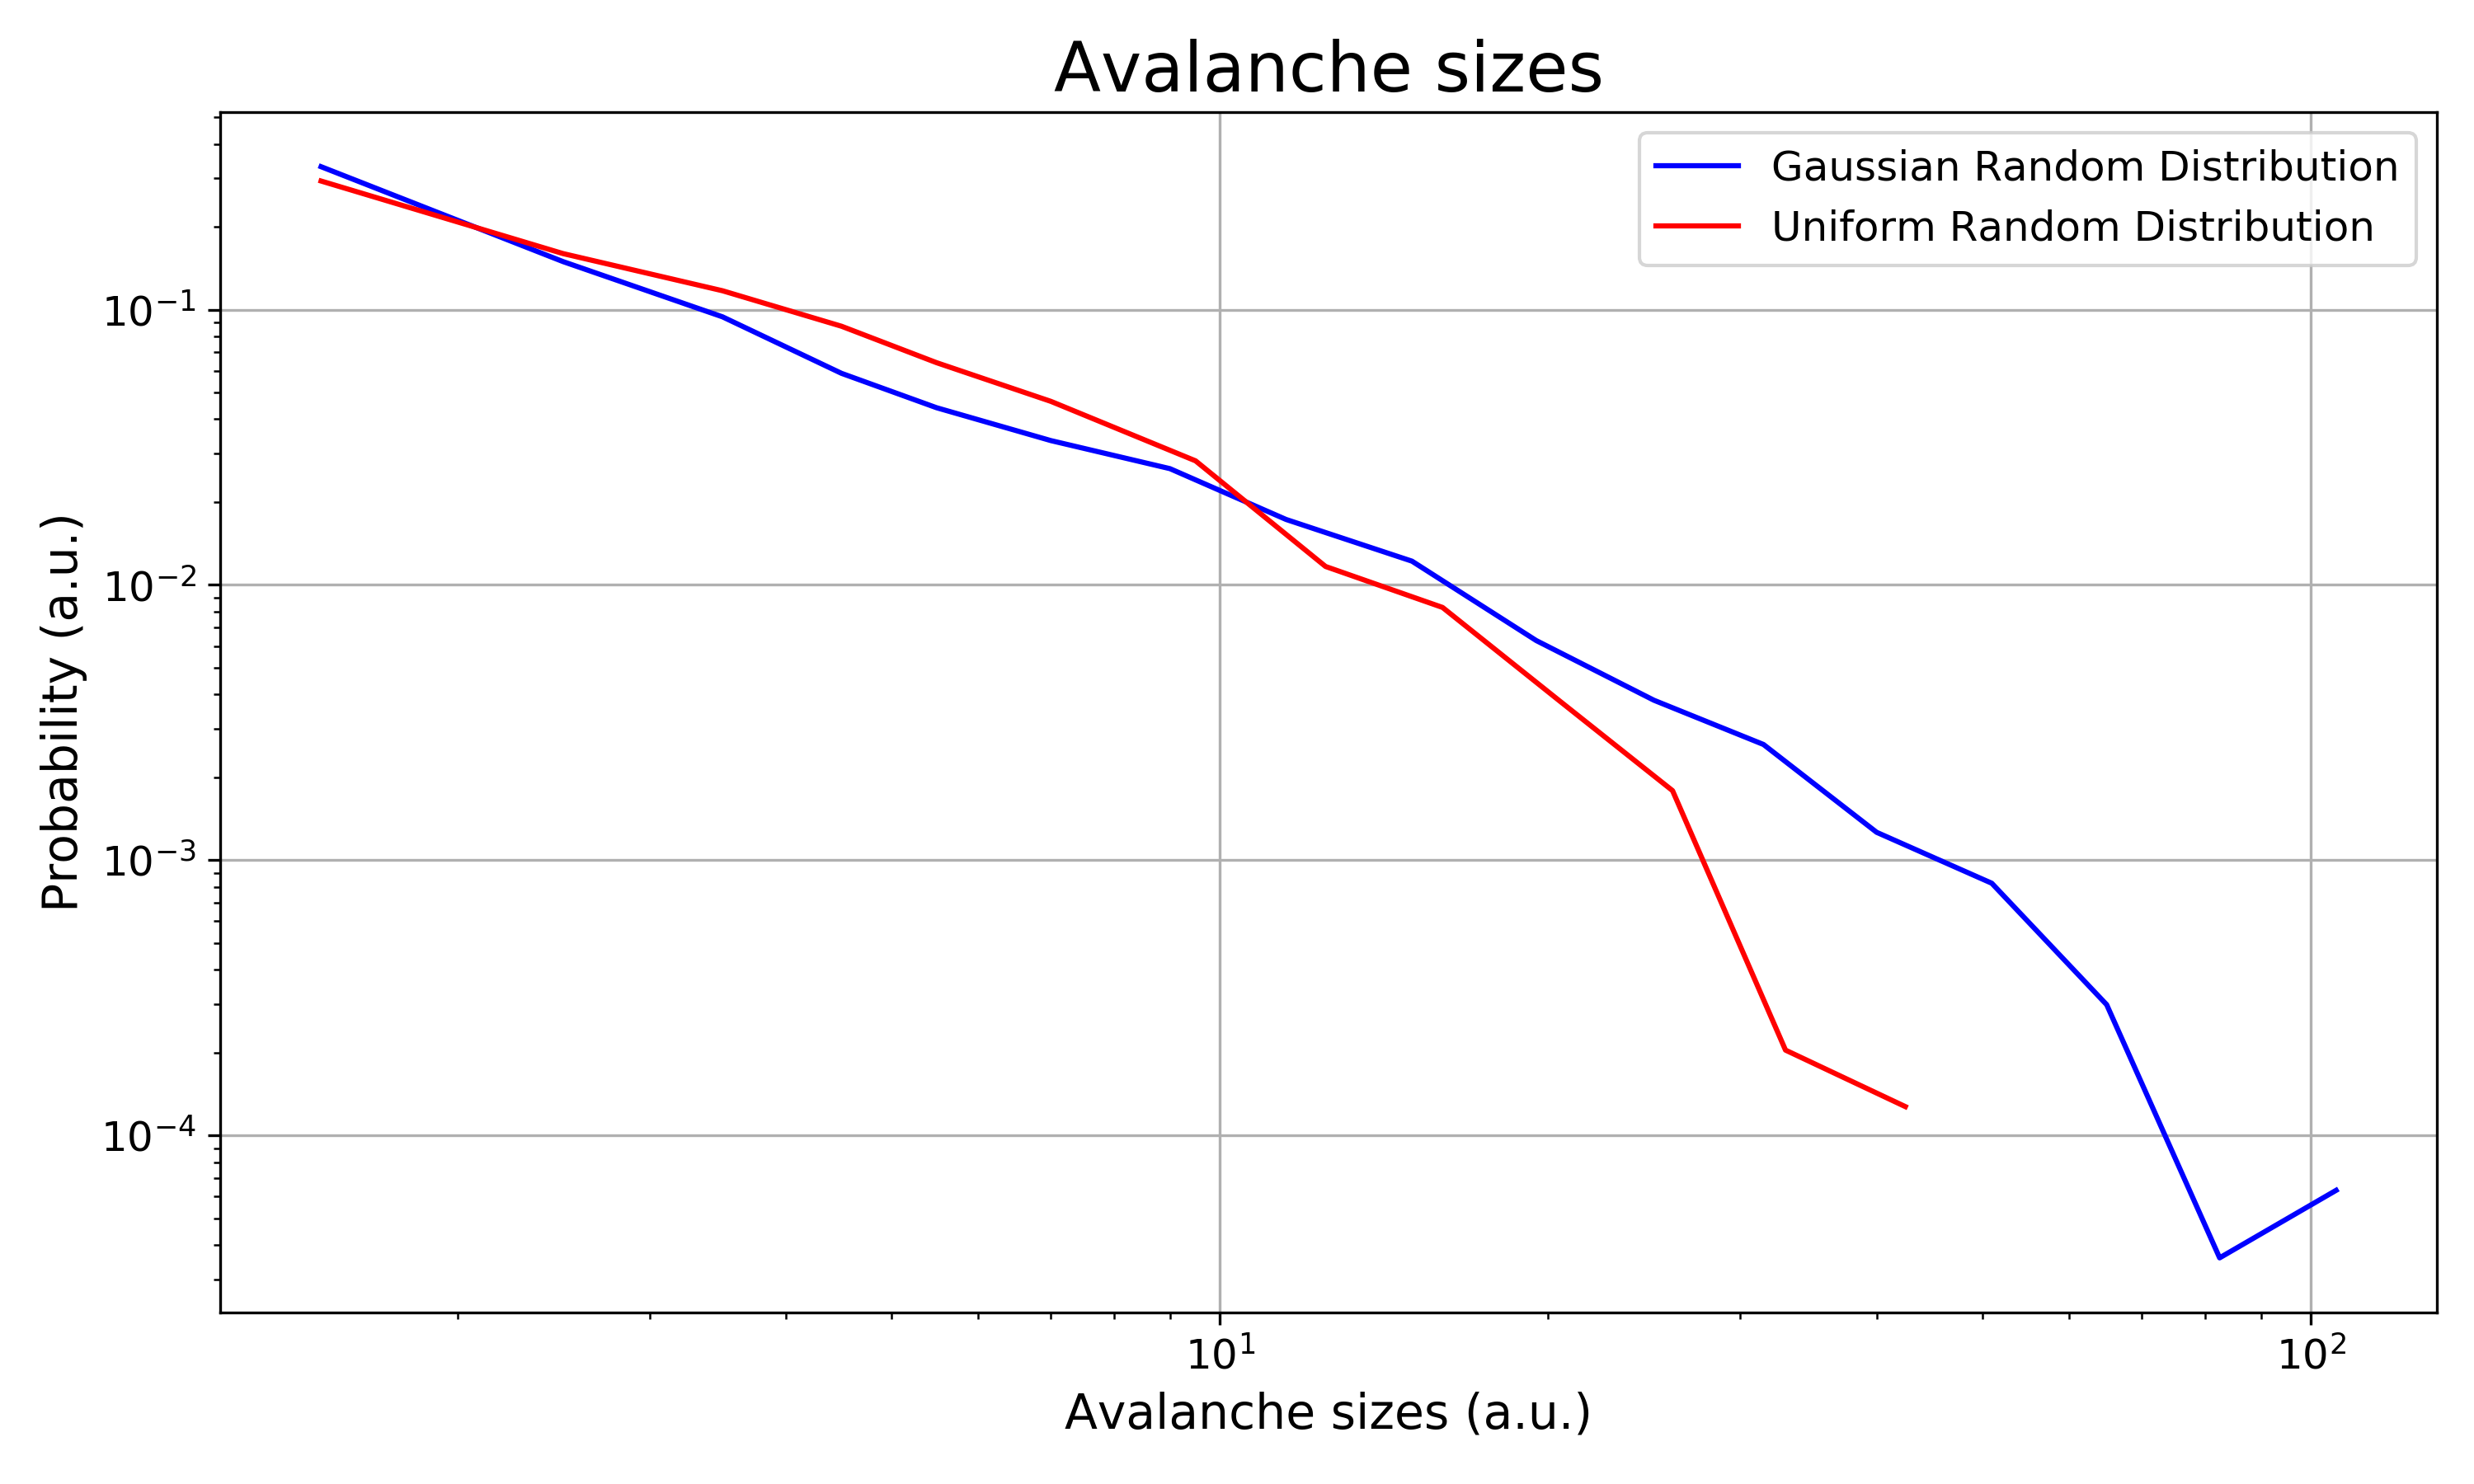 Avalanche sizes
Gaussian Random Distribution
Uniform Random Distribution
Probability (a.u.)
10⁻¹
10⁻²
10⁻³
10⁻⁴
10¹
10²
Avalanche sizes (a.u.)